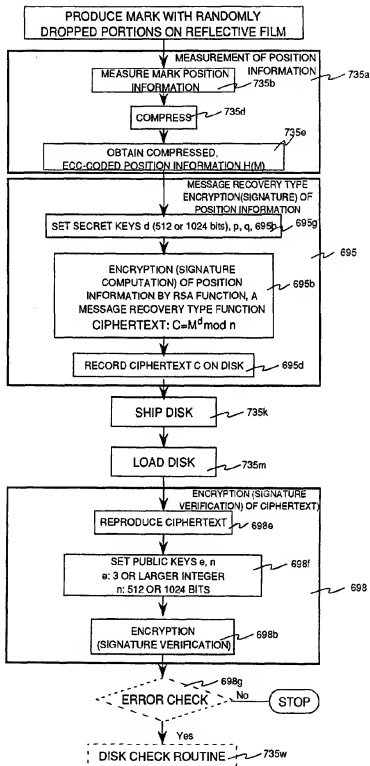 PRODUCE MARK WITH RANDOMLY
DROPPED PORTIONS ON REFLECTIVE FILM
MEASUREMENT OF POSITION
INFORMATION
735a
MEASURE MARK POSITION
INFORMATION
735b
COMPRESS
735d
735e
OBTAIN COMPRESSED,
ECC-CODED POSITION INFORMATION H(M)
MESSAGE RECOVERY TYPE
ENCRYPTION(SIGNATURE) OF
POSITION INFORMATION
SET SECRET KEYS d (512 or 1024 bits), p, q,
695g
695
ENCRYPTION (SIGNATURE
COMPUTATION) OF POSITION
INFORMATION BY RSA FUNCTION, A
MESSAGE RECOVERY TYPE FUNCTION
CIPHERTEXT: C=M^d mod n
695b
RECORD CIPHERTEXT C ON DISK
695d
SHIP DISK
735k
LOAD DISK
735m
ENCRYPTION (SIGNATURE
VERIFICATION) OF CIPHERTEXT)
REPRODUCE CIPHERTEXT
698e
SET PUBLIC KEYS e, n
e: 3 OR LARGER INTEGER
n: 512 OR 1024 BITS
698f
698
ENCRYPTION
(SIGNATURE VERIFICATION)
698b
698g
ERROR CHECK
No
STOP
Yes
DISK CHECK ROUTINE
735w